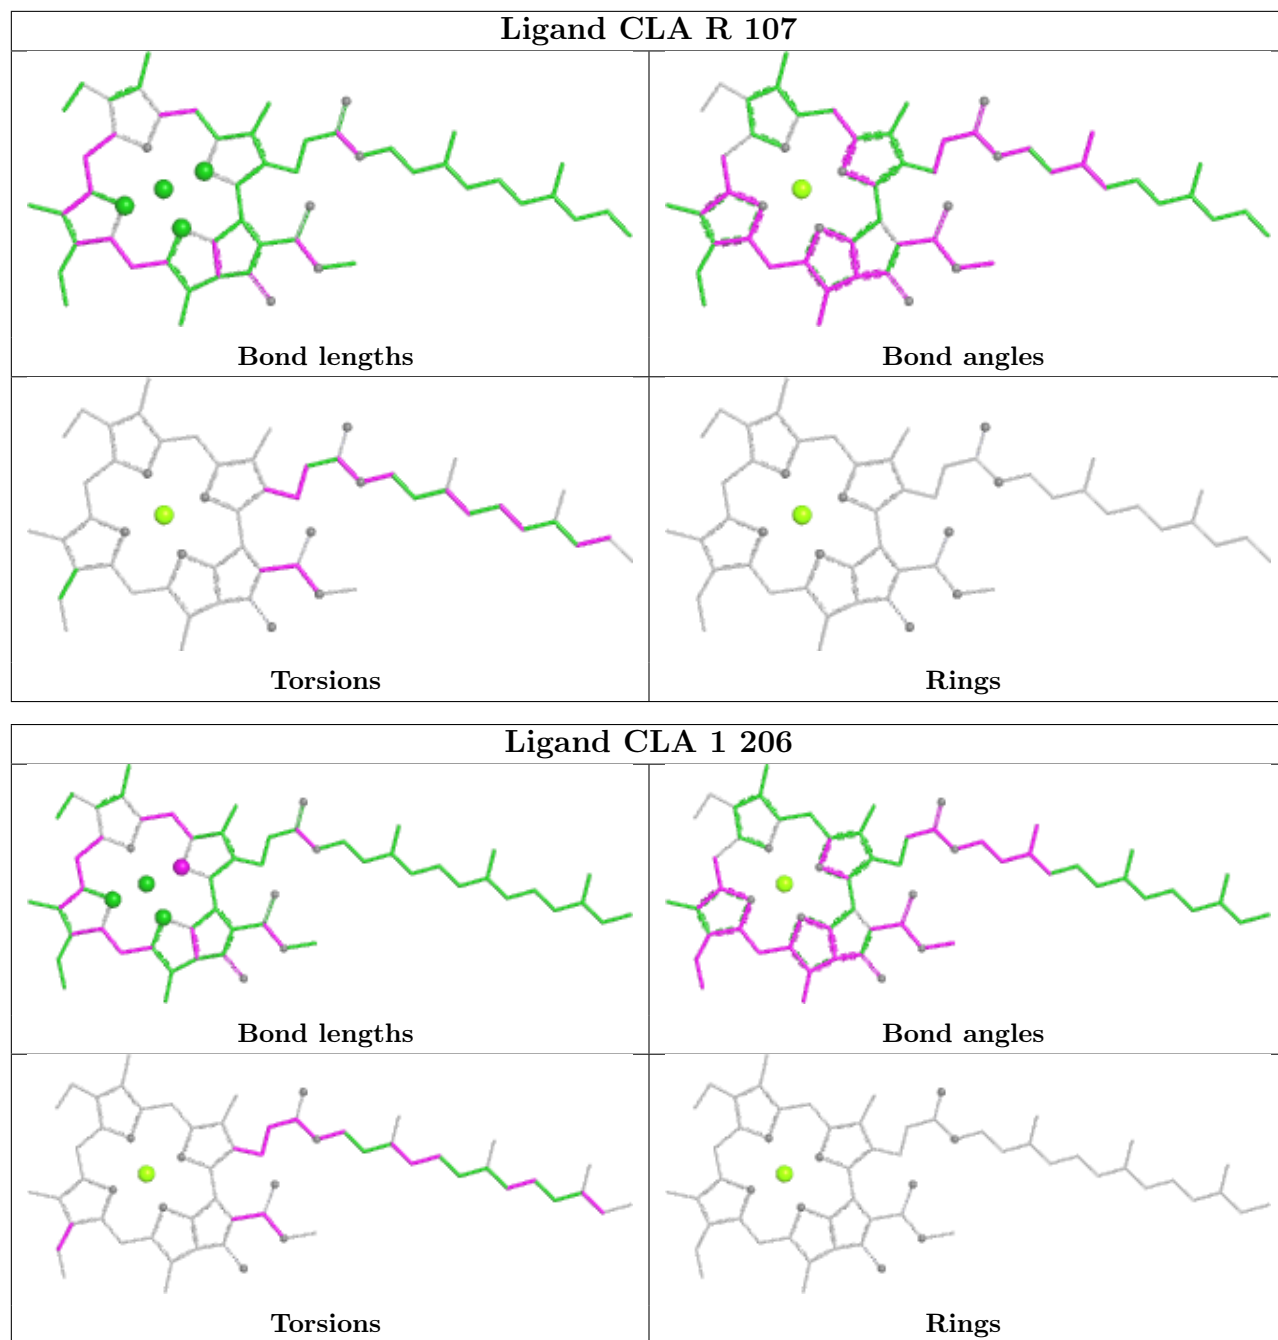 Ligand CLA R 107
Bond lengths
Bond angles
Torsions
Rings
Ligand CLA 1 206
Bond lengths
Bond angles
Torsions
Rings